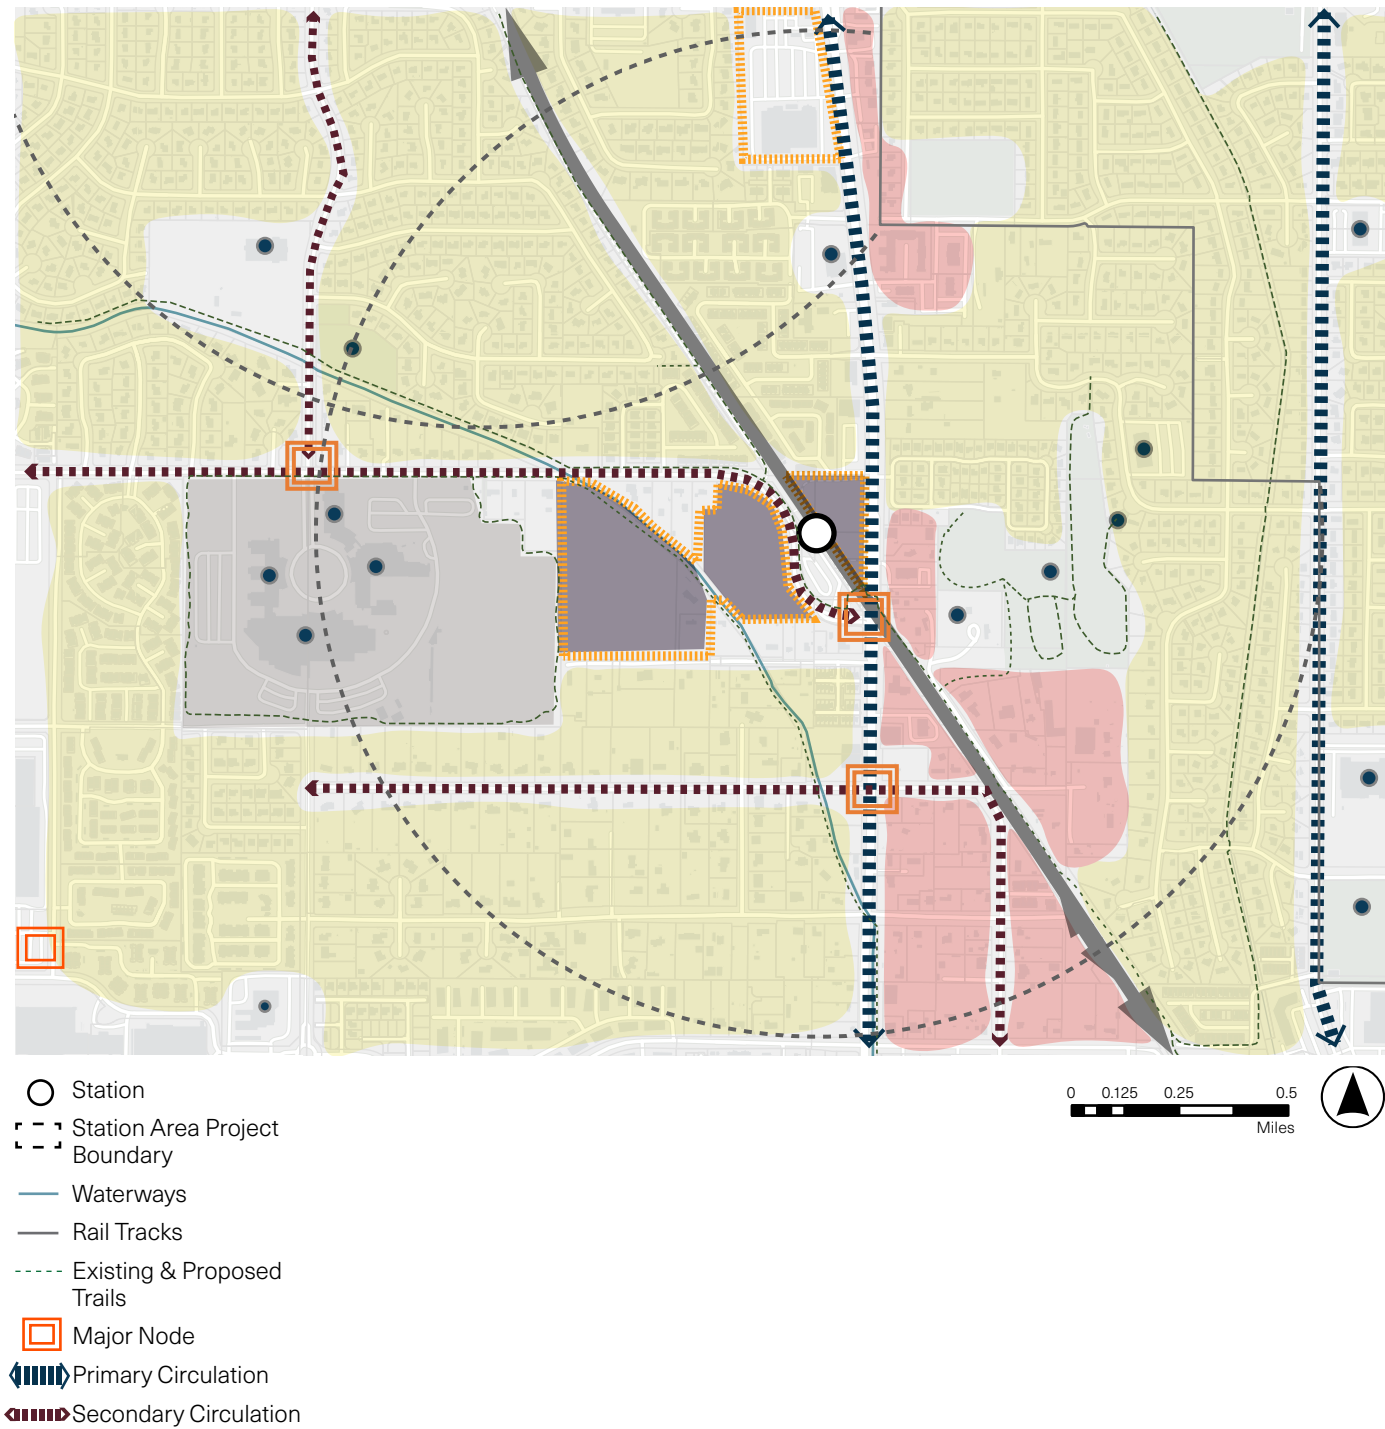 Station
Station Area Project
Boundary
Waterways
Rail Tracks
Existing & Proposed
Trails
Major Node
Primary Circulation
Secondary Circulation
0 0.125 0.25 0.5
Miles